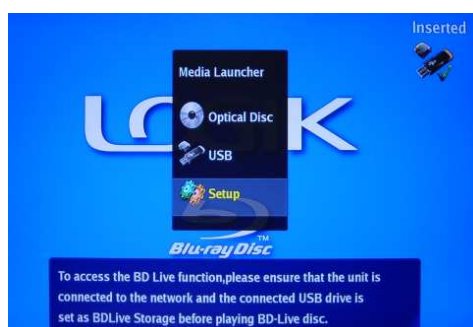 Inserted
Media Launcher
Optical Disc
USB
Setup
Blu-ray Disc
TM
To access the BD Live function,please ensure that the unit is
connected to the network and the connected USB drive is
set as BDLive Storage before playing BD-Live disc.